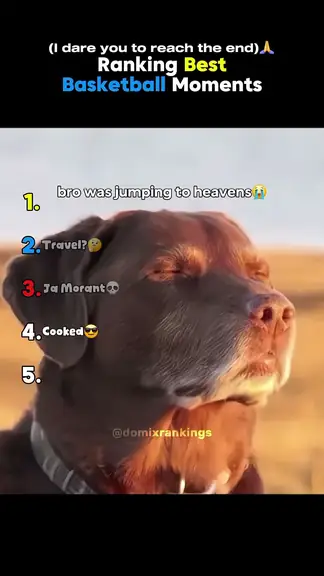 (I dare you to reach the end)🙏
Ranking Best
Basketball Moments
bro was jumping to heavens😭
1.
2. Travel?🤔
3. Ja Morant💀
4. Cooked😎
5.
@domixrankings